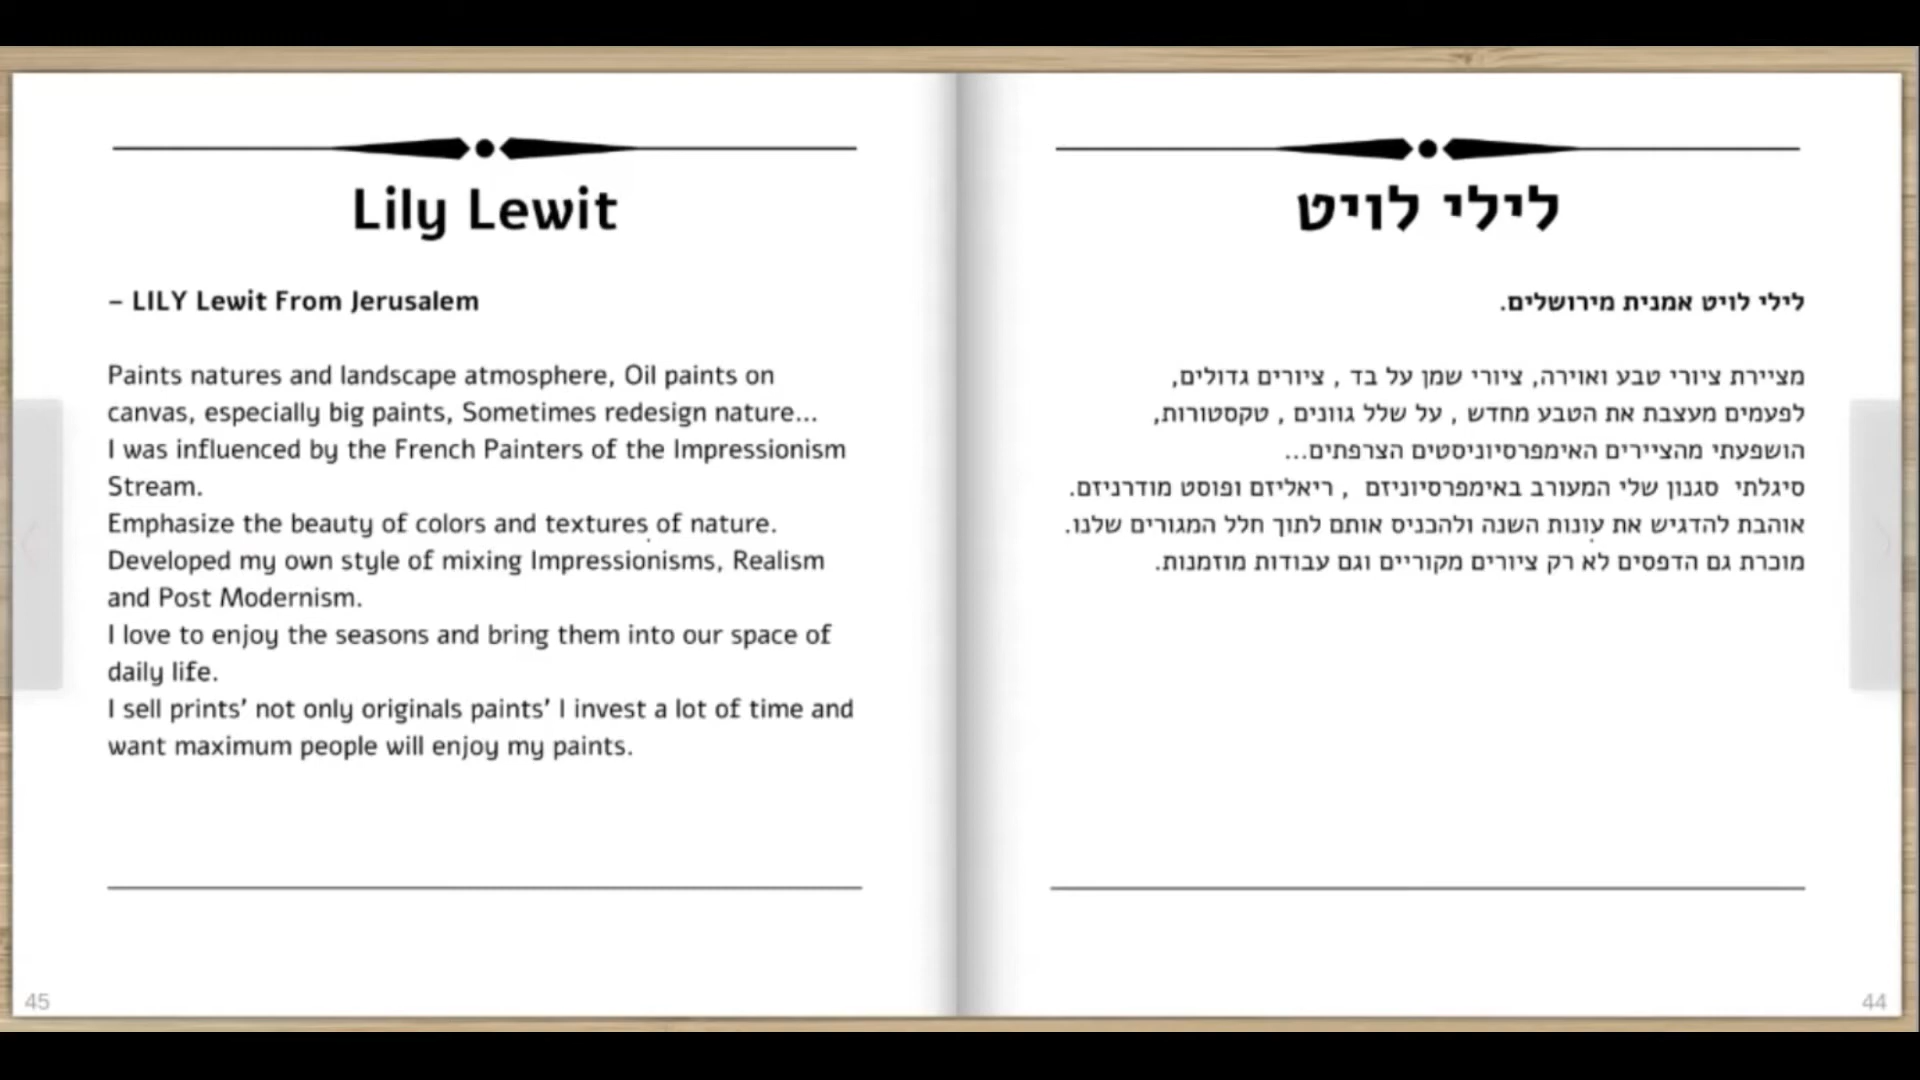 Lily Lewit
– LILY Lewit From Jerusalem
Paints natures and landscape atmosphere, Oil paints on
canvas, especially big paints, Sometimes redesign nature...
I was influenced by the French Painters of the Impressionism
Stream.
Emphasize the beauty of colors and textures of nature.
Developed my own style of mixing Impressionisms, Realism
and Post Modernism.
I love to enjoy the seasons and bring them into our space of
daily life.
I sell prints’ not only originals paints’ I invest a lot of time and
want maximum people will enjoy my paints.
45
לילי לויט
לילי לויט אמנית מירושלים.
מציירת ציורי טבע ואוירה, ציורי שמן על בד , ציורים גדולים,
לפעמים מעצבת את הטבע מחדש , על שלל גוונים , טקסטורות,
הושפעתי מהציירים האימפרסיוניסטים הצרפתים...
סיגלתי  סגנון שלי המעורב באימפרסיוניזם  , ריאליזם ופוסט מודרניזם.
אוהבת להדגיש את עונות השנה ולהכניס אותם לתוך חלל המגורים שלנו.
מוכרת גם הדפסים לא רק ציורים מקוריים וגם עבודות מוזמנות.
44